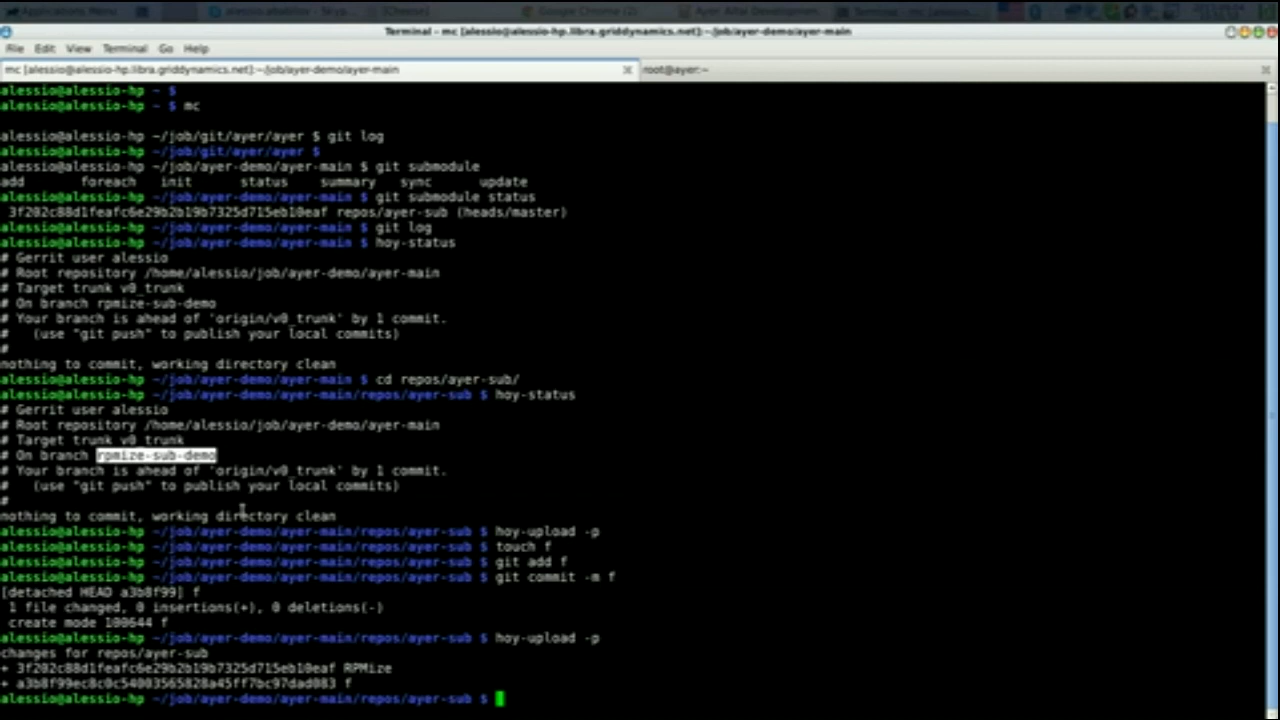 Applications Menu
Google Chrome (2)
Terminal - mc [alessio@alessio-hp.libra.griddynamics.net]:~/job/ayer-demo/ayer-main
File Edit View Terminal Go Help
mc [alessio@alessio-hp.libra.griddynamics.net]:~/job/ayer-demo/ayer-main
root@ayer:~
alessio@alessio-hp ~ $
alessio@alessio-hp ~ $ mc
alessio@alessio-hp ~/job/git/ayer/ayer $ git log
alessio@alessio-hp ~/job/git/ayer/ayer $
alessio@alessio-hp ~/job/ayer-demo/ayer-main $ git submodule
add foreach init status summary sync update
alessio@alessio-hp ~/job/ayer-demo/ayer-main $ git submodule status
3f202c88d1feafc6e29b2b19b7325d715eb10eaf repos/ayer-sub (heads/master)
alessio@alessio-hp ~/job/ayer-demo/ayer-main $ git log
alessio@alessio-hp ~/job/ayer-demo/ayer-main $ hoy-status
# Gerrit user alessio
# Root repository /home/alessio/job/ayer-demo/ayer-main
# Target trunk v0_trunk
# On branch rpmize-sub-demo
# Your branch is ahead of 'origin/v0_trunk' by 1 commit.
# (use "git push" to publish your local commits)
#
nothing to commit, working directory clean
alessio@alessio-hp ~/job/ayer-demo/ayer-main $ cd repos/ayer-sub/
alessio@alessio-hp ~/job/ayer-demo/ayer-main/repos/ayer-sub $ hoy-status
# Gerrit user alessio
# Root repository /home/alessio/job/ayer-demo/ayer-main
# Target trunk v0_trunk
# On branch rpmize-sub-demo
# Your branch is ahead of 'origin/v0_trunk' by 1 commit.
# (use "git push" to publish your local commits)
#
nothing to commit, working directory clean
alessio@alessio-hp ~/job/ayer-demo/ayer-main/repos/ayer-sub $ hoy-upload -p
alessio@alessio-hp ~/job/ayer-demo/ayer-main/repos/ayer-sub $ touch f
alessio@alessio-hp ~/job/ayer-demo/ayer-main/repos/ayer-sub $ git add f
alessio@alessio-hp ~/job/ayer-demo/ayer-main/repos/ayer-sub $ git commit -m f
[detached HEAD a3b8f99] f
1 file changed, 0 insertions(+), 0 deletions(-)
create mode 100644 f
alessio@alessio-hp ~/job/ayer-demo/ayer-main/repos/ayer-sub $ hoy-upload -p
changes for repos/ayer-sub
+ 3f202c88d1feafc6e29b2b19b7325d715eb10eaf RPMize
+ a3b8f99ec8c0c54003565828a45ff7bc97dad083 f
alessio@alessio-hp ~/job/ayer-demo/ayer-main/repos/ayer-sub $